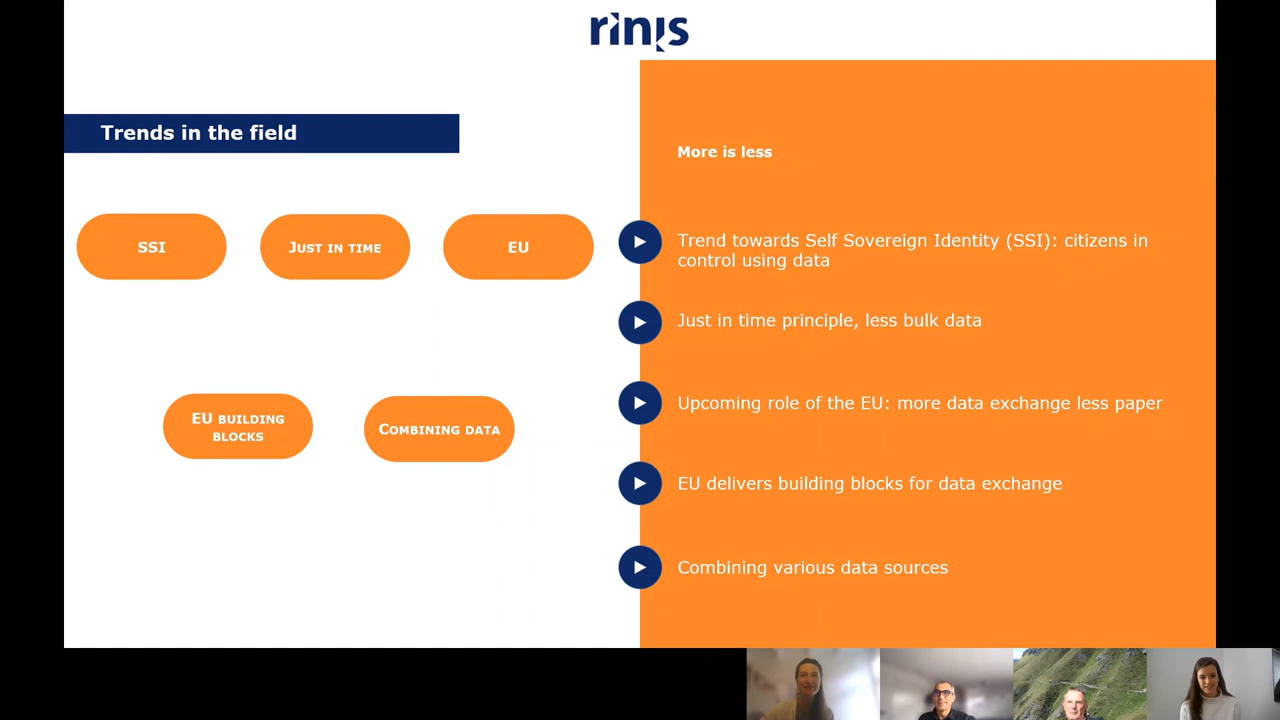 rinis
Trends in the field
SSI
JUST IN TIME
EU
EU BUILDING
BLOCKS
COMBINING DATA
More is less
Trend towards Self Sovereign Identity (SSI): citizens in
control using data
Just in time principle, less bulk data
Upcoming role of the EU: more data exchange less paper
EU delivers building blocks for data exchange
Combining various data sources